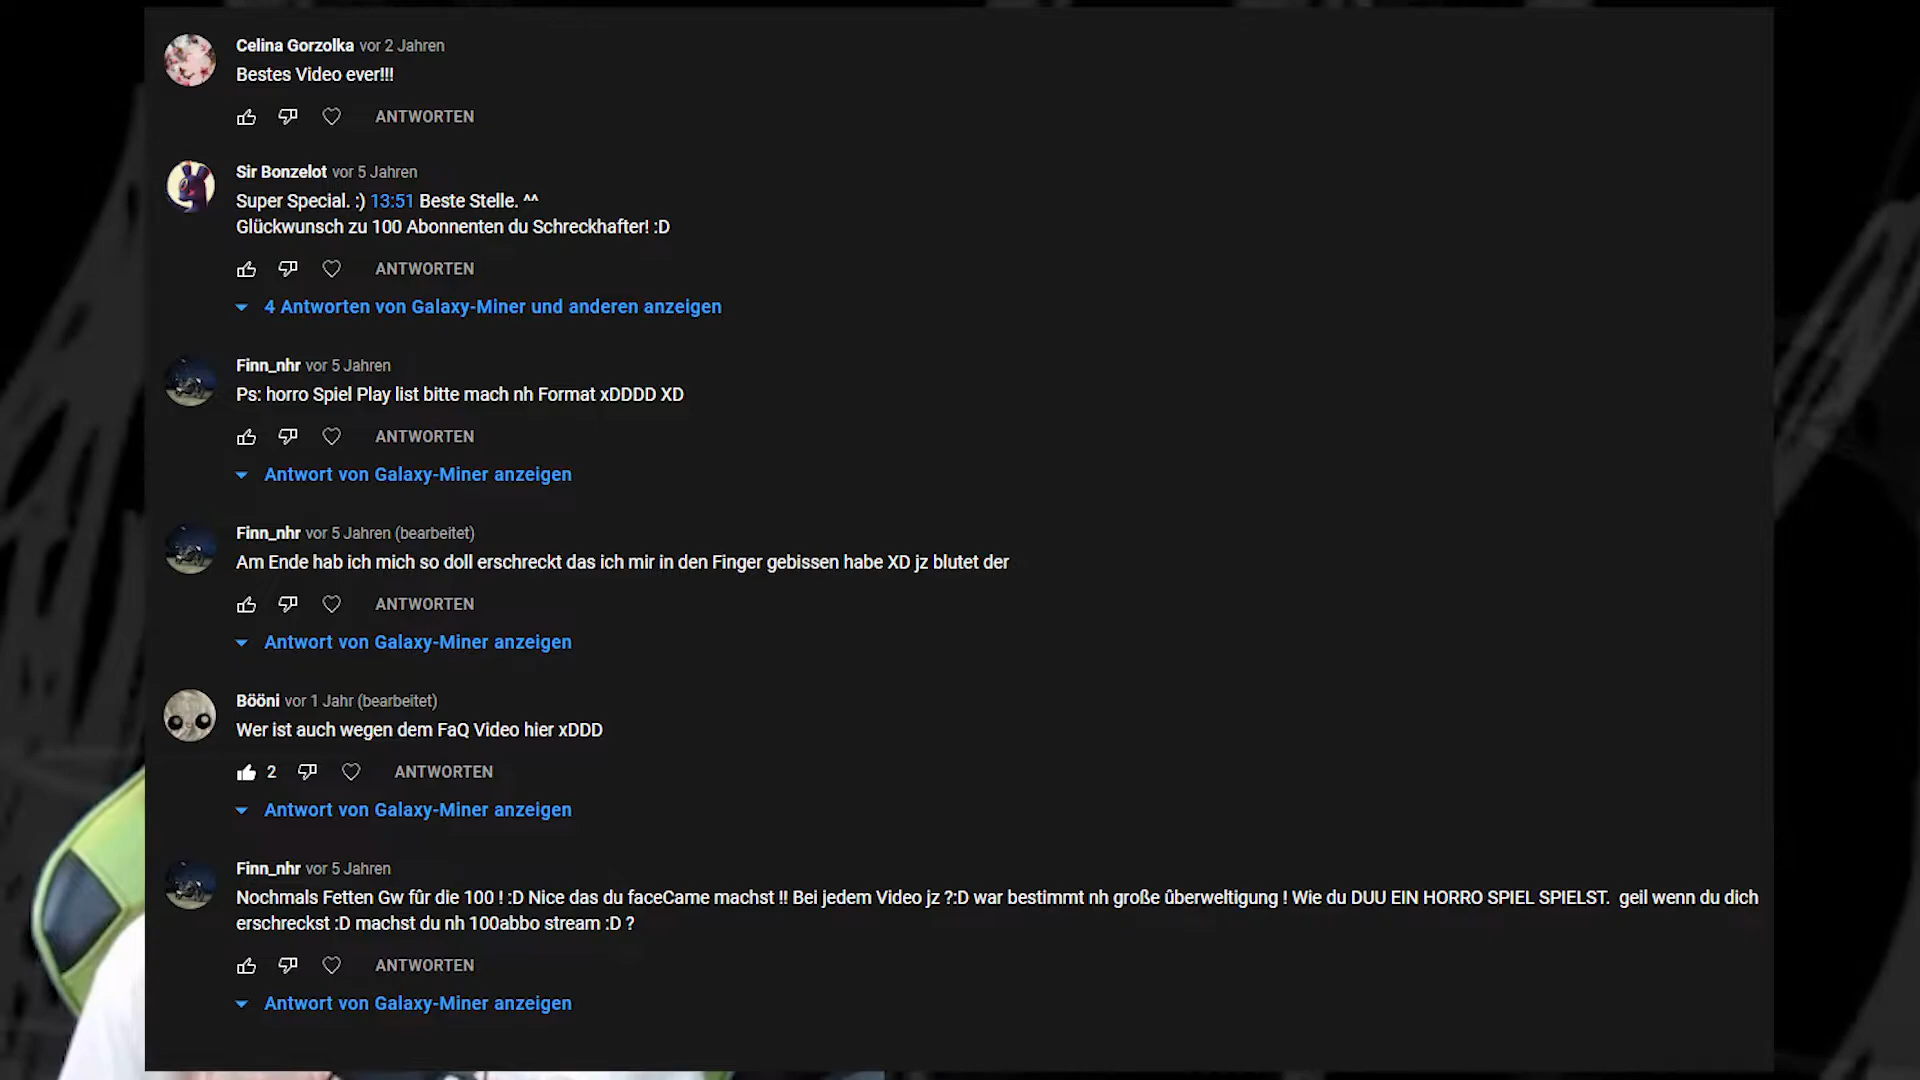 Celina Gorzolka vor 2 Jahren
Bestes Video ever!!!
ANTWORTEN
Sir Bonzelot vor 5 Jahren
Super Special. :) 13:51 Beste Stelle. ^^
Glückwunsch zu 100 Abonnenten du Schreckhafter! :D
ANTWORTEN
4 Antworten von Galaxy-Miner und anderen anzeigen
Finn_nhr vor 5 Jahren
Ps: horro Spiel Play list bitte mach nh Format xDDDD XD
ANTWORTEN
Antwort von Galaxy-Miner anzeigen
Finn_nhr vor 5 Jahren (bearbeitet)
Am Ende hab ich mich so doll erschreckt das ich mir in den Finger gebissen habe XD jz blutet der
ANTWORTEN
Antwort von Galaxy-Miner anzeigen
Bööni vor 1 Jahr (bearbeitet)
Wer ist auch wegen dem FaQ Video hier xDDD
2 ANTWORTEN
Antwort von Galaxy-Miner anzeigen
Finn_nhr vor 5 Jahren
Nochmals Fetten Gw fûr die 100 ! :D Nice das du faceCame machst !! Bei jedem Video jz ?:D war bestimmt nh große ûberweltigung ! Wie du DUU EIN HORRO SPIEL SPIELST. geil wenn du dich
erschreckst :D machst du nh 100abbo stream :D ?
ANTWORTEN
Antwort von Galaxy-Miner anzeigen